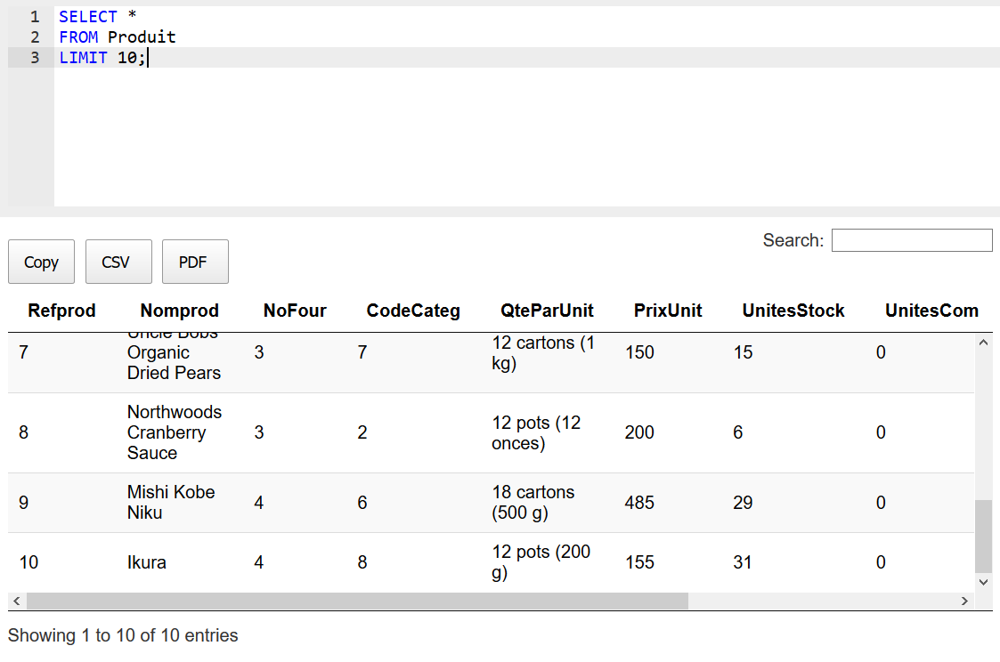 1 SELECT *
2 FROM Produit
3 LIMIT 10;
Search:
Copy CSV PDF
Refprod Nomprod NoFour CodeCateg QteParUnit PrixUnit UnitesStock UnitesCom
Uncle Bobs
12 cartons (1
7 Organic 3 7 150 15 0
kg)
Dried Pears
Northwoods
12 pots (12
8 Cranberry 3 2 200 6 0
onces)
Sauce
Mishi Kobe 18 cartons
9 4 6 485 29 0
Niku (500 g)
12 pots (200
10 Ikura 4 8 155 31 0
g)
Showing 1 to 10 of 10 entries